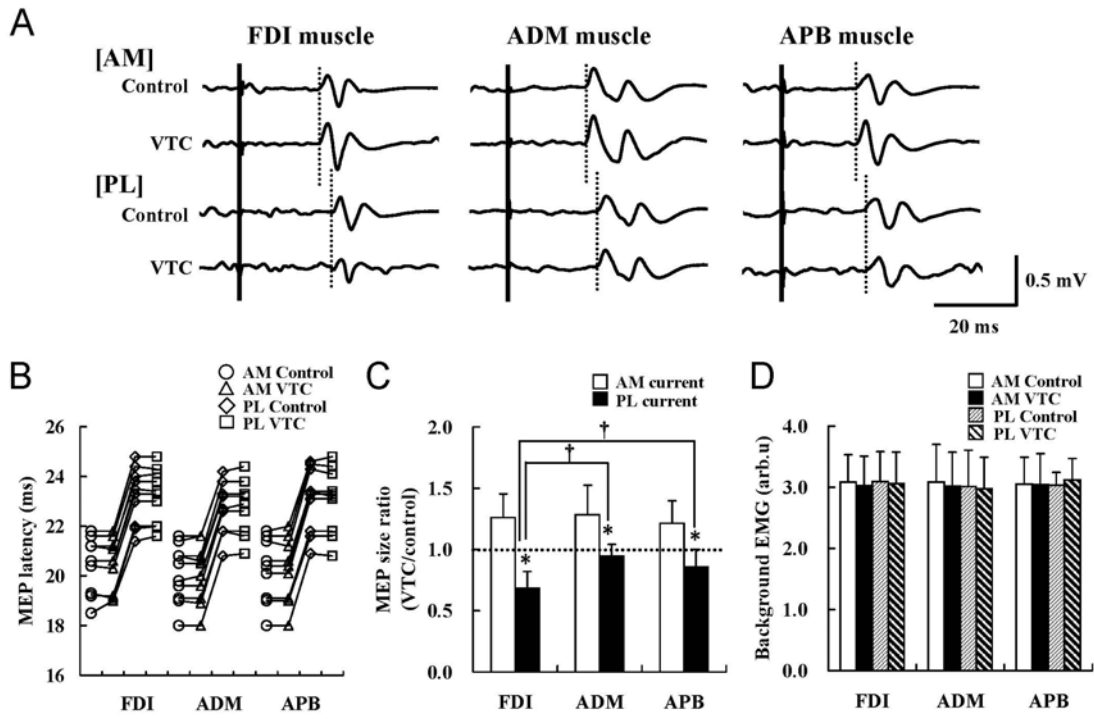 A
FDI muscle ADM muscle APB muscle
[AM]
Control
VTC
[PL]
Control
VTC
0.5 mV
20 ms
B
AM Control
AM VTC
PL Control
PL VTC
MEP latency (ms)
26
24
22
20
18
16
FDI ADM APB
C
AM current
PL current
MEP size ratio
(VTC/control)
2.0
1.5
1.0
0.5
0.0
† †
* * *
FDI ADM APB
D
AM Control
AM VTC
PL Control
PL VTC
Background EMG (arb.u)
4.0
3.0
2.0
1.0
0.0
FDI ADM APB